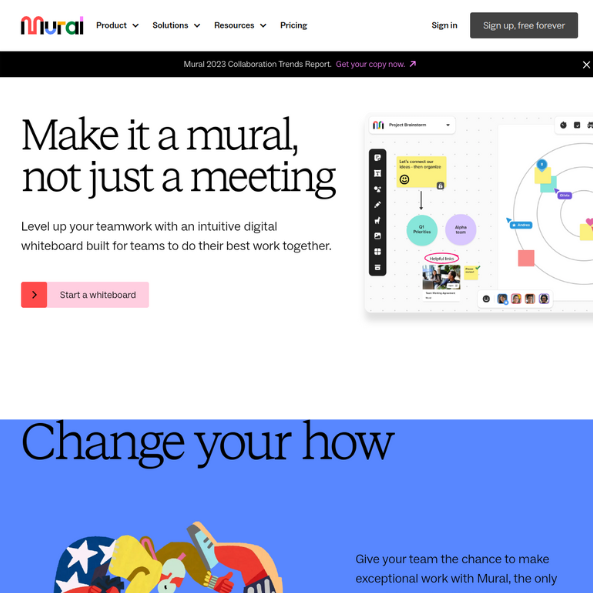 Mural Product Solutions Resources Pricing Sign in Sign up, free forever
Mural 2023 Collaboration Trends Report. Get your copy now.
Make it a mural,
not just a meeting
Level up your teamwork with an intuitive digital
whiteboard built for teams to do their best work together.
Start a whiteboard
Project Brainstorm
Let's connect our
ideas - then organize
Q1
Priorities
Alpha
team
Helpful links
Change your how
Give your team the chance to make
exceptional work with Mural, the only